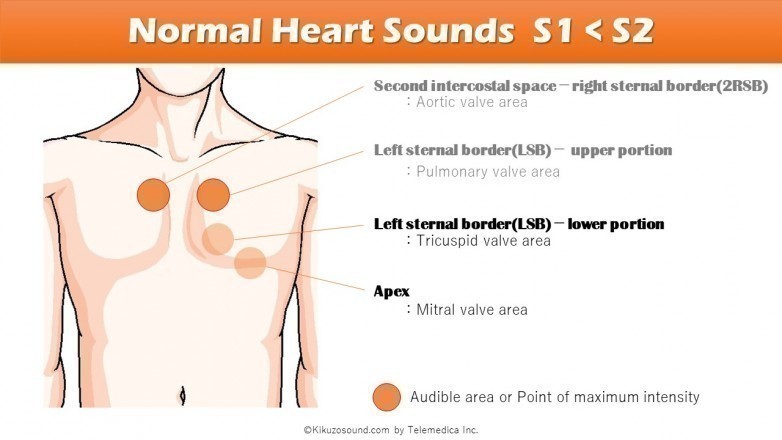 Normal Heart Sounds S1 < S2
Second intercostal space－right sternal border(2RSB)
：Aortic valve area
Left sternal border(LSB)－ upper portion
：Pulmonary valve area
Left sternal border(LSB)－lower portion
：Tricuspid valve area
Apex
：Mitral valve area
Audible area or Point of maximum intensity
©Kikuzosound.com by Telemedica Inc.